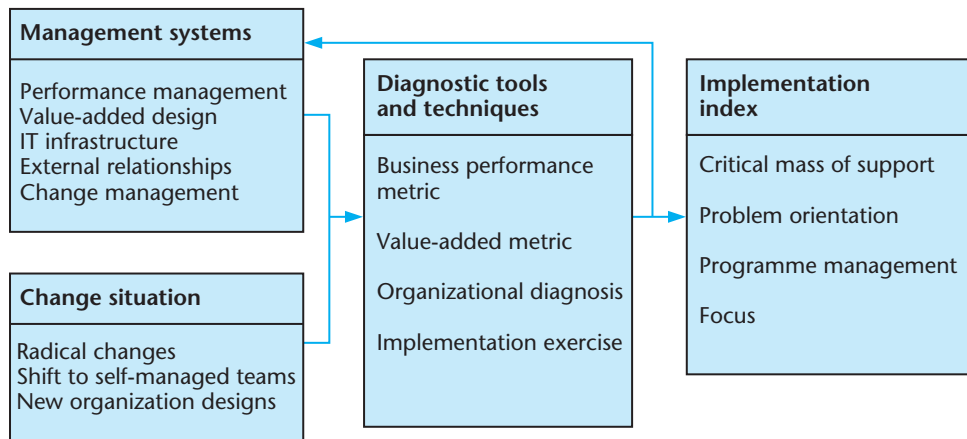 Management systems
Performance management
Value-added design
IT infrastructure
External relationships
Change management
Change situation
Radical changes
Shift to self-managed teams
New organization designs
Diagnostic tools
and techniques
Business performance
metric
Value-added metric
Organizational diagnosis
Implementation exercise
Implementation
index
Critical mass of support
Problem orientation
Programme management
Focus